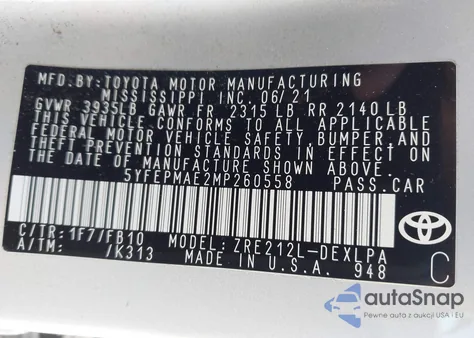 MFD.BY:TOYOTA MOTOR MANUFACTURING
MISSISSIPPI INC. 06/21
GVWR 3935LB GAWR FR 2315 LB RR 2140 LB
THIS VEHICLE CONFORMS TO ALL APPLICABLE
FEDERAL MOTOR VEHICLE SAFETY,BUMPER,AND
THEFT PREVENTION STANDARDS IN EFFECT ON
THE DATE OF MANUFACTURE SHOWN ABOVE.
5YFEPMAE2MP260558 PASS.CAR
C/TR:1F7/FB10 MODEL:ZRE212L-DEXLPA
A/TM: /K313 MADE IN U.S.A. 948
TOYOTA
C
autoSnap
Pewne auta z aukcji USA i EU